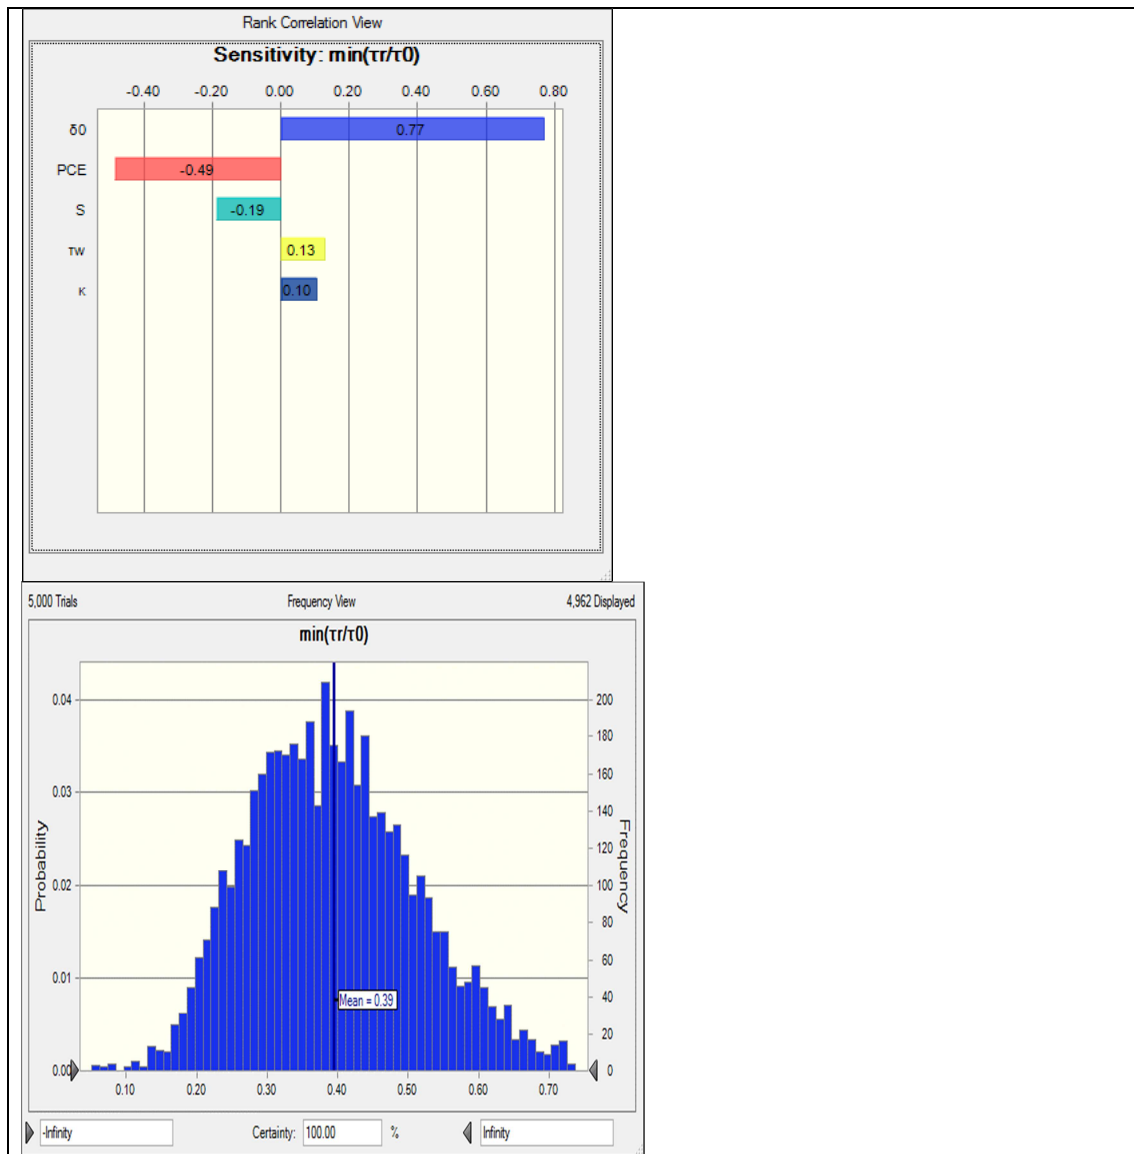 Rank Correlation View
Sensitivity: min(τr/τ0)
-0.40 -0.20 0.00 0.20 0.40 0.60 0.80
δ0 0.77
PCE -0.49
S -0.19
τw 0.13
κ 0.10
5,000 Trials Frequency View 4,962 Displayed
min(τr/τ0)
0.04 200
180
160
0.03
140
120
0.02 100
80
60
0.01
40
20
0.00 0
Probability
Frequency
Mean = 0.39
0.10 0.20 0.30 0.40 0.50 0.60 0.70
-Infinity Certainty: 100.00 % Infinity